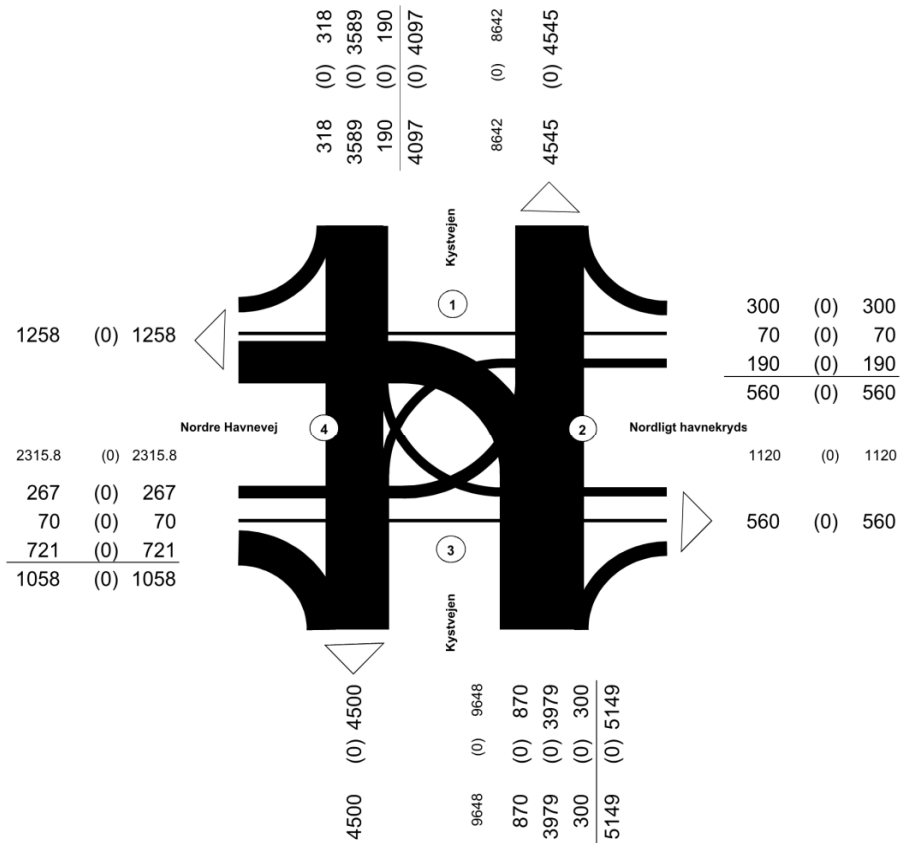 318 (0) 318
3589 (0) 3589
190 (0) 190
4097 (0) 4097
8642 (0) 8642
4545 (0) 4545
Kystvejen
1
300 (0) 300
70 (0) 70
190 (0) 190
560 (0) 560
1258 (0) 1258
Nordre Havnevej
4
2
Nordligt havnekryds
2315.8 (0) 2315.8
1120 (0) 1120
267 (0) 267
70 (0) 70
721 (0) 721
1058 (0) 1058
560 (0) 560
3
Kystvejen
4500 (0) 4500
9648 (0) 9648
870 (0) 870
3979 (0) 3979
300 (0) 300
5149 (0) 5149